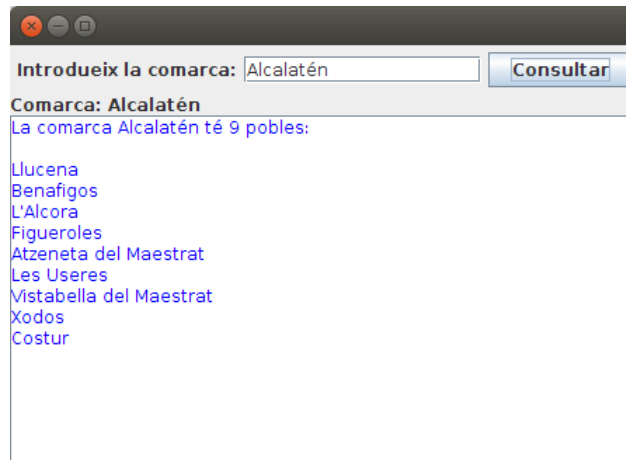 Introdueix la comarca: Alcalatén Consultar
Comarca: Alcalatén
La comarca Alcalatén té 9 pobles:
Llucena
Benafigos
L'Alcora
Figueroles
Atzeneta del Maestrat
Les Useres
Vistabella del Maestrat
Xodos
Costur